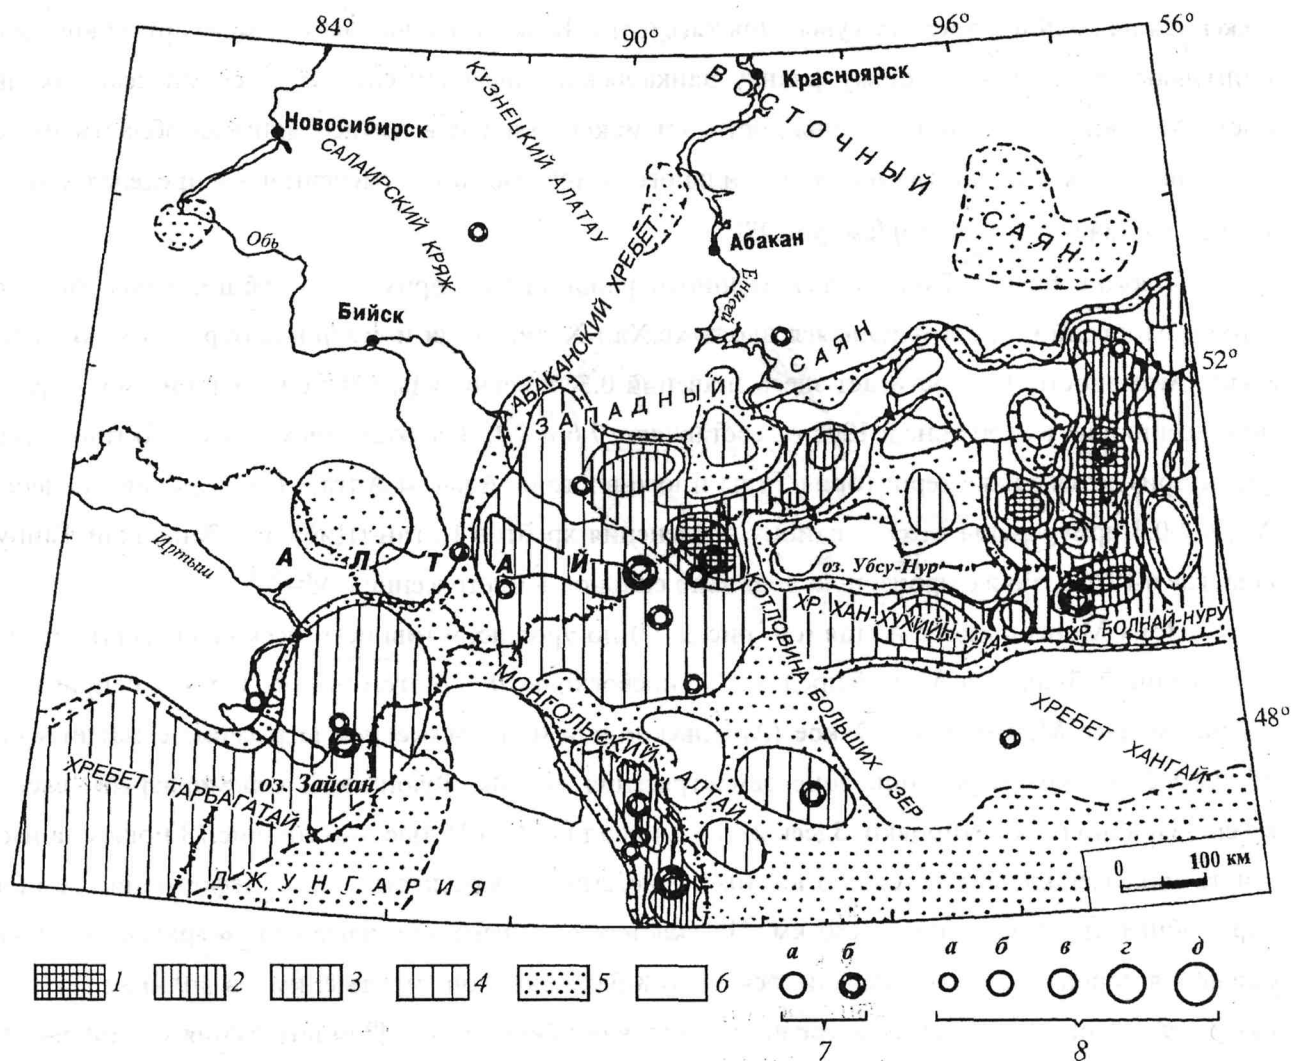 84° 90° 96° 56°
Красноярск
Новосибирск
КУЗНЕЦКИЙ АЛАТАУ
САЛАИРСКИЙ КРЯЖ
ВОСТОЧНЫЙ
САЯН
Обь
Абакан
Енисей
АБАКАНСКИЙ ХРЕБЕТ
Бийск
52°
ЗАПАДНЫЙ САЯН
Иртыш
АЛТАЙ
оз. Убсу-Нур
ХР. ХАН-ХУХИЙН-УЛА
ХР. БОЛНАЙ-НУРУ
КОТЛОВИНА БОЛЬШИХ ОЗЕР
МОНГОЛЬСКИЙ АЛТАЙ
48°
ХРЕБЕТ ХАНГАЙ
ХРЕБЕТ ТАРБАГАТАЙ
оз. Зайсан
ДЖУНГАРИЯ
0 100 км
1 2 3 4 5 6
а б
7
а б в г д
8